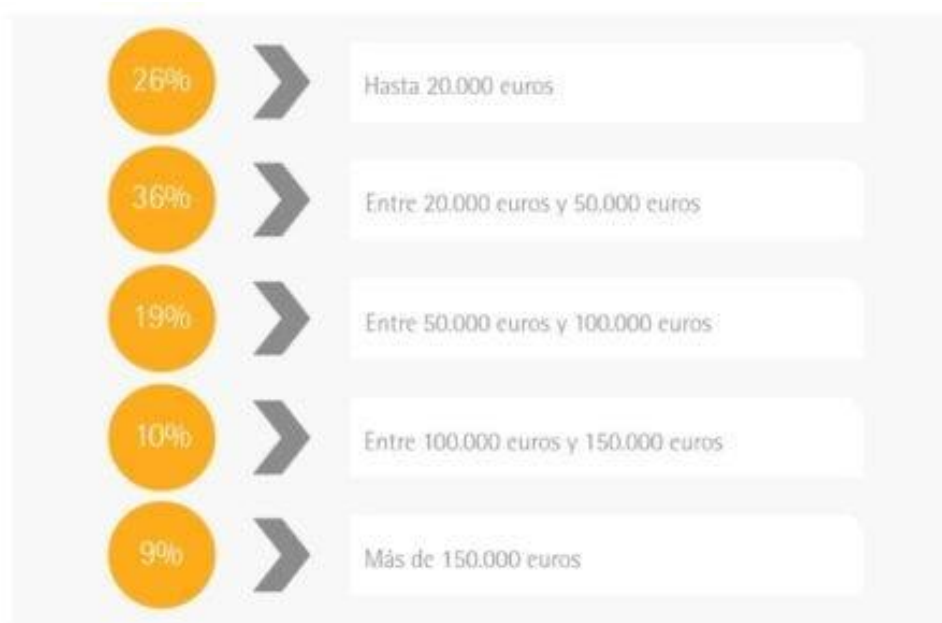 26%
Hasta 20.000 euros
36%
Entre 20.000 euros y 50.000 euros
19%
Entre 50.000 euros y 100.000 euros
10%
Entre 100.000 euros y 150.000 euros
9%
Más de 150.000 euros